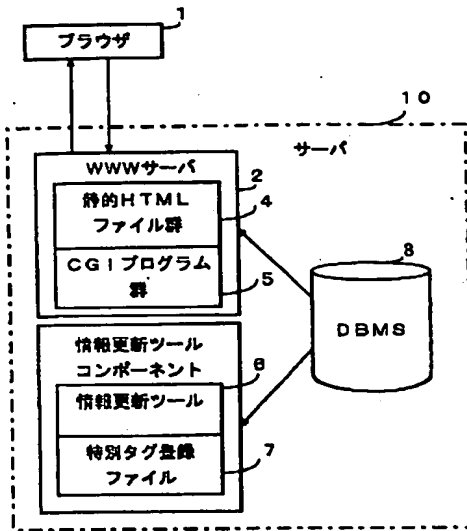 1
ブラウザ
10
サーバ
WWWサーバ
2
静的HTML
ファイル群
4
CGIプログラム
群
5
8
DBMS
情報更新ツール
コンポーネント
6
情報更新ツール
特別タグ登録
ファイル
7